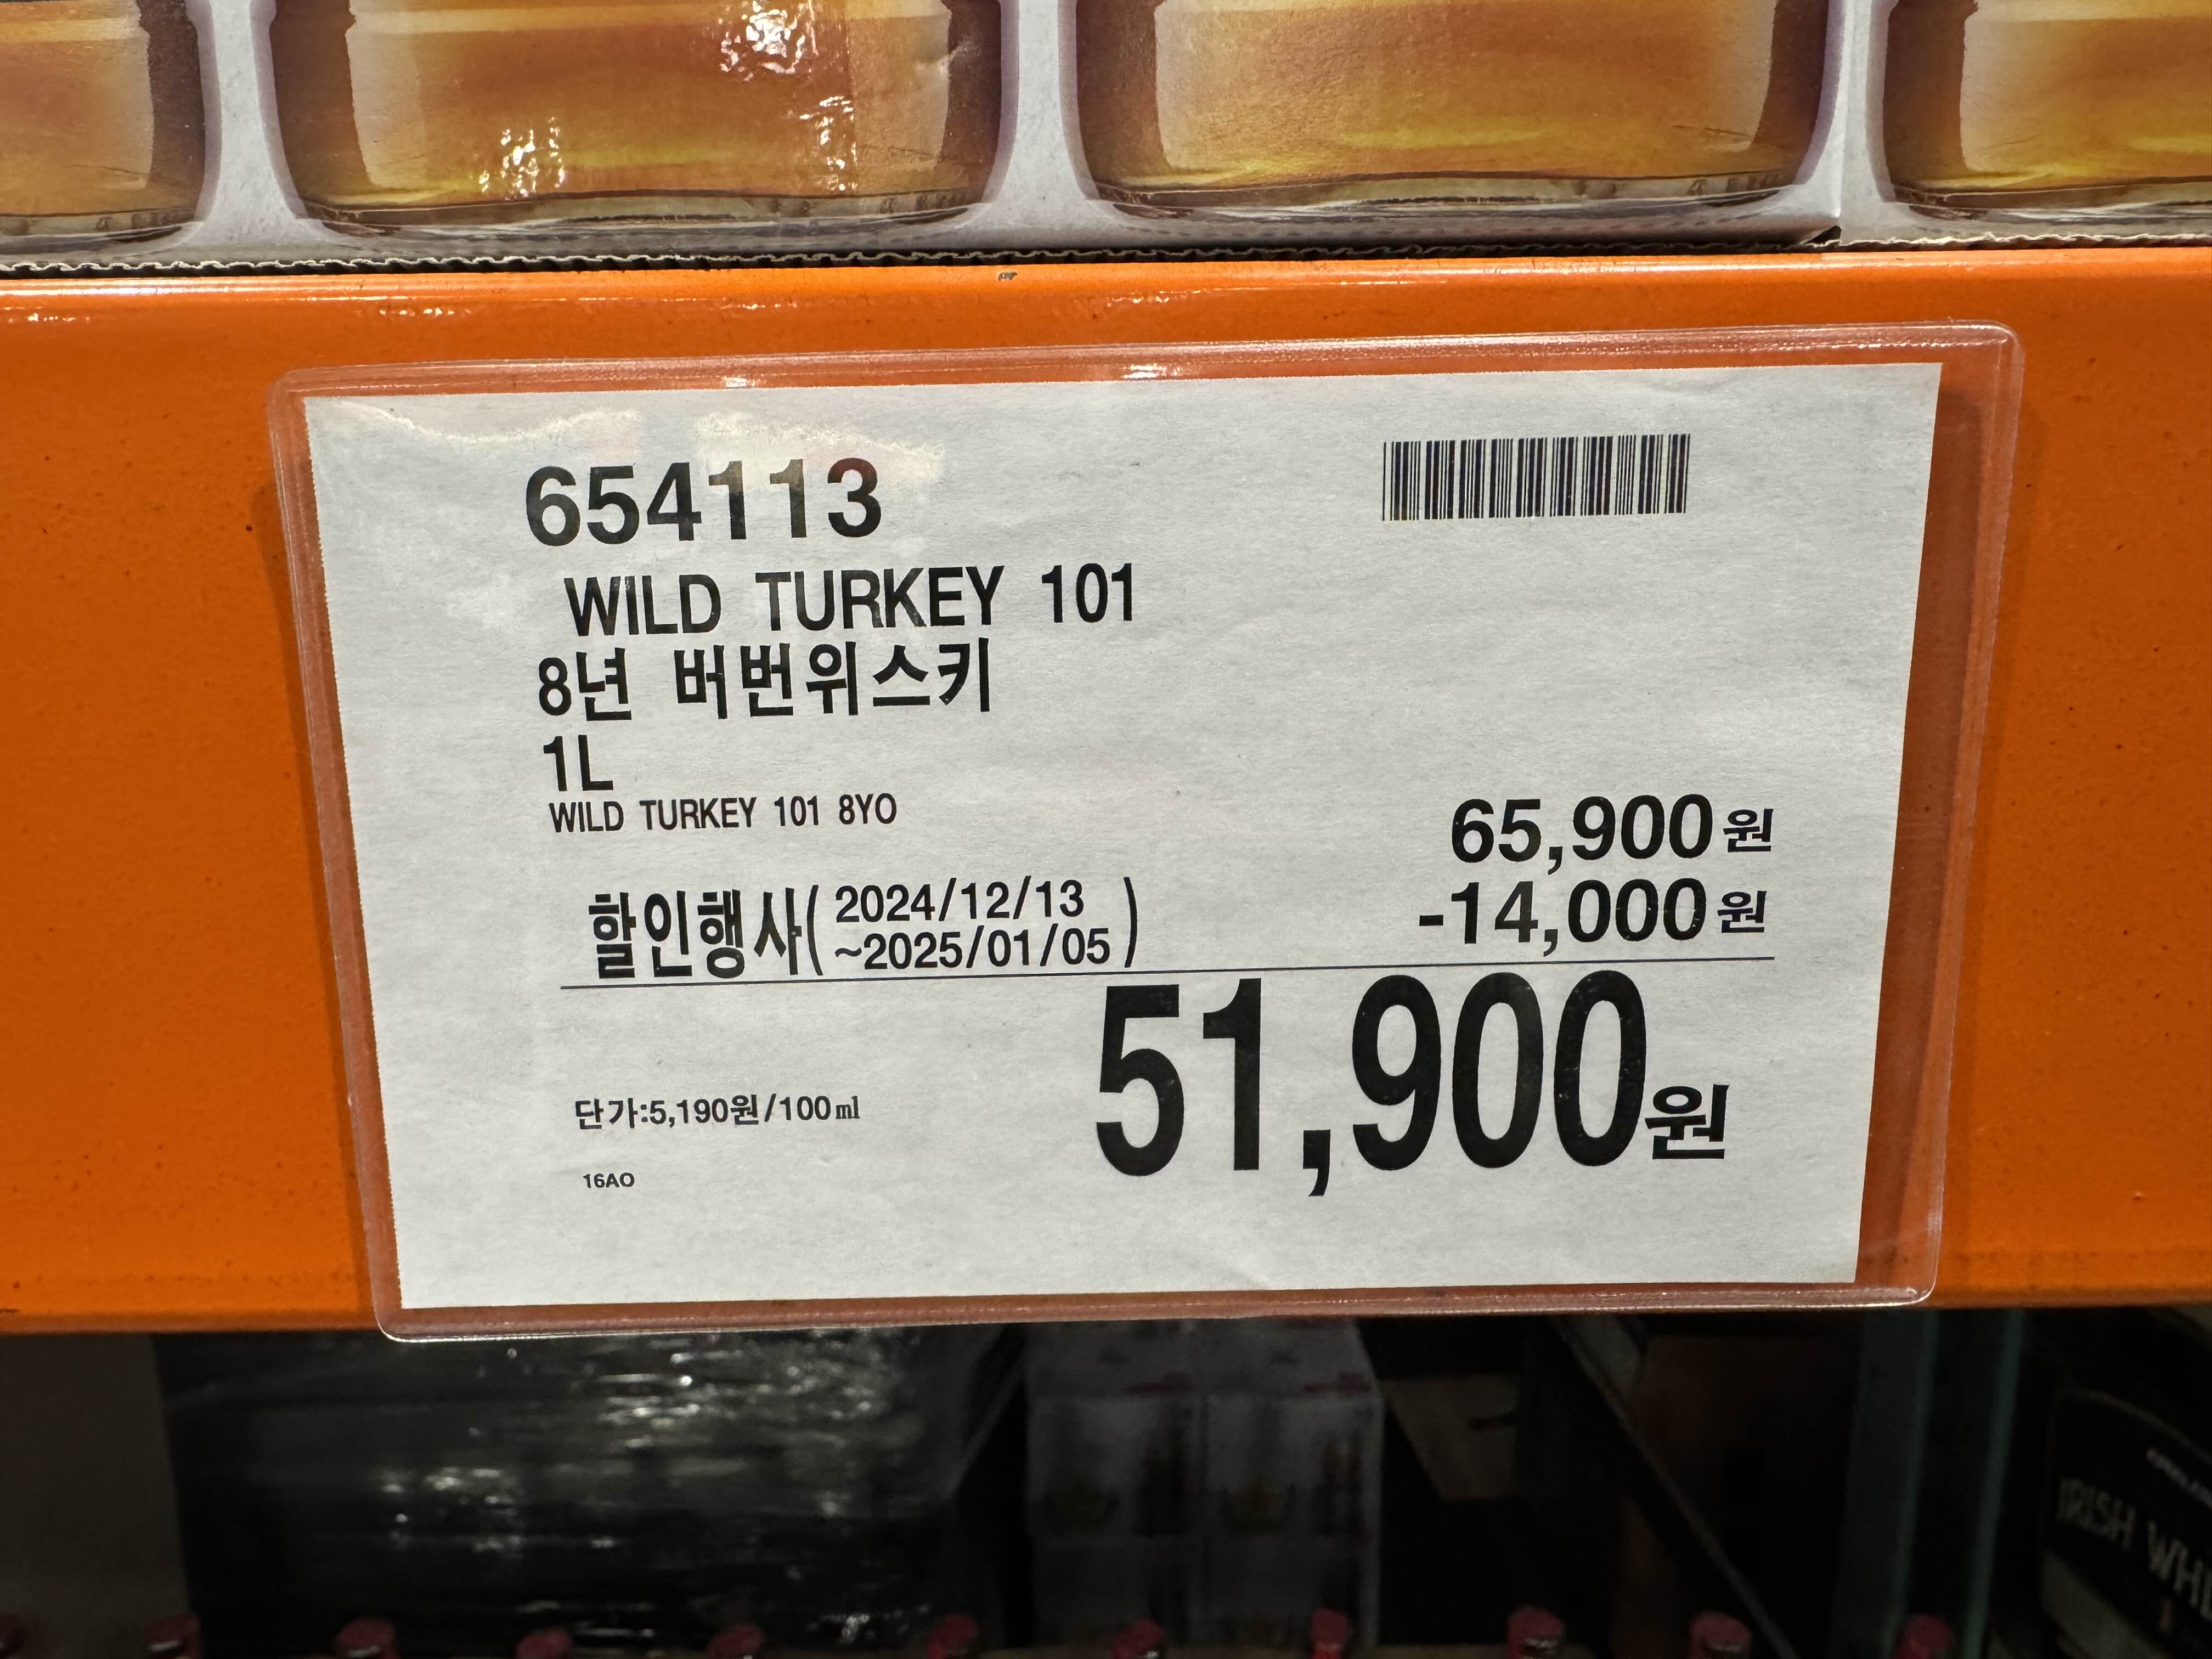 654113
WILD TURKEY 101
8년 버번위스키
1L
WILD TURKEY 101 8YO
65,900원
할인행사( 2024/12/13
~2025/01/05 )
-14,000원
51,900원
단가:5,190원/100㎖
16AO
IRISH